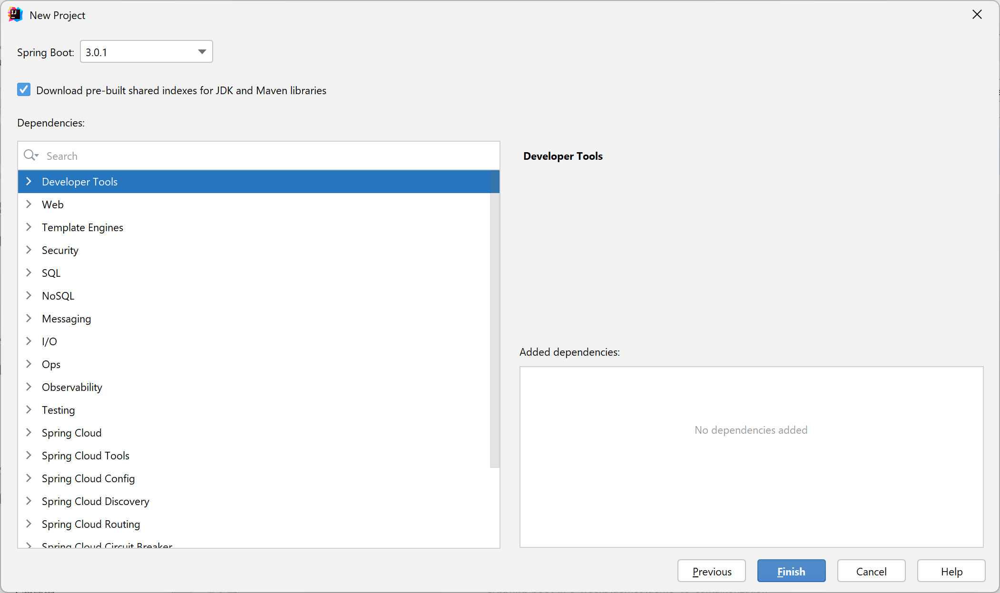 New Project
Spring Boot: 3.0.1
Download pre-built shared indexes for JDK and Maven libraries
Dependencies:
Search
Developer Tools
Web
Template Engines
Security
SQL
NoSQL
Messaging
I/O
Ops
Observability
Testing
Spring Cloud
Spring Cloud Tools
Spring Cloud Config
Spring Cloud Discovery
Spring Cloud Routing
Spring Cloud Circuit Breaker
Developer Tools
Added dependencies:
No dependencies added
Previous Finish Cancel Help